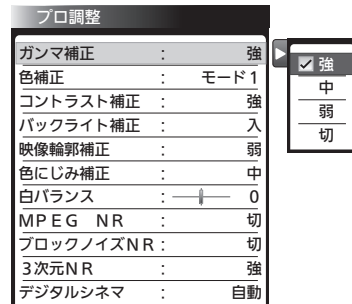 プロ調整
ガンマ補正 : 強
色補正 : モード1
コントラスト補正 : 強
バックライト補正 : 入
映像輪郭補正 : 弱
色にじみ補正 : 中
白バランス : 0
MPEG NR : 切
ブロックノイズNR : 切
3次元NR : 強
デジタルシネマ : 自動
強
中
弱
切